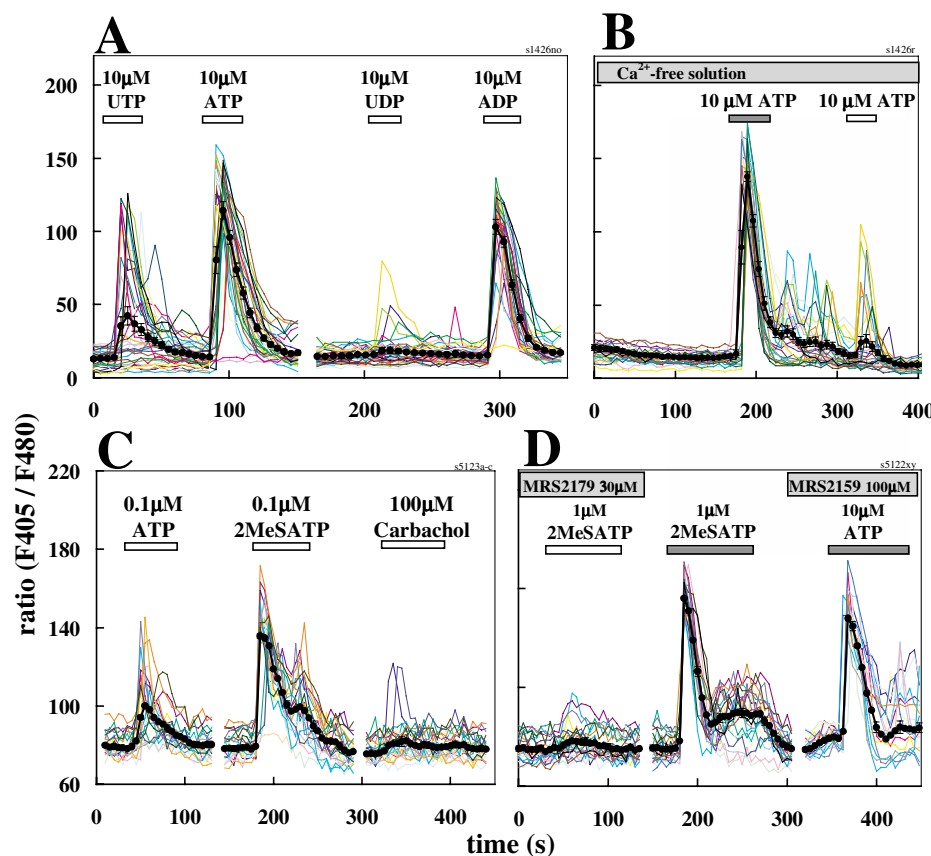 A
s1426no
10μM 10μM 10μM 10μM
UTP ATP UDP ADP
200
150
100
50
0
0 100 200 300
B
s1426r
Ca²⁺-free solution
10 μM ATP 10 μM ATP
0 100 200 300 400
ratio (F405 / F480)
C
s5123a-c
0.1μM 0.1μM 100μM
ATP 2MeSATP Carbachol
220
180
140
100
60
0 100 200 300 400
D
s5122xy
MRS2179 30μM MRS2159 100μM
1μM 1μM 10μM
2MeSATP 2MeSATP ATP
0 100 200 300 400
time (s)